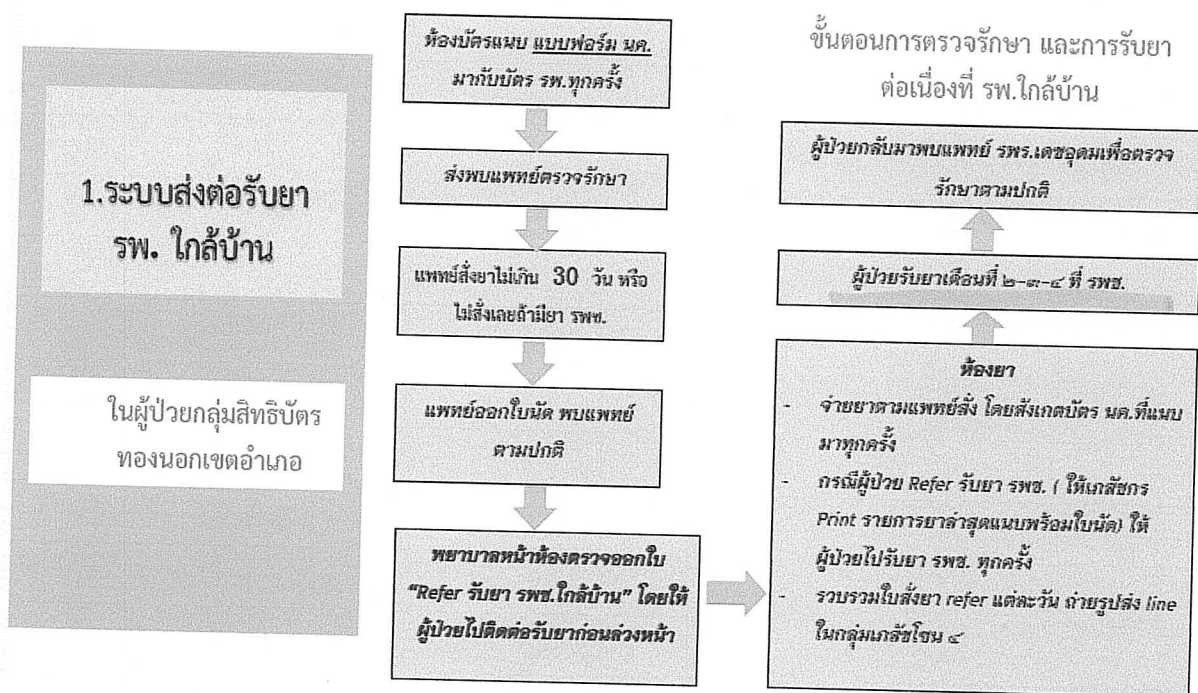 1.ระบบส่งต่อรับยา
รพ. ใกล้บ้าน
ในผู้ป่วยกลุ่มสิทธิบัตร
ทองนอกเขตอำเภอ
ห้องบัตรแนบ แบบฟอร์ม นค.
มากับบัตร รพ.ทุกครั้ง
ส่งพบแพทย์ตรวจรักษา
แพทย์สั่งยาไม่เกิน 30 วัน หรือ
ไม่สั่งเลยถ้ามียา รพช.
แพทย์ออกใบนัด พบแพทย์
ตามปกติ
พยาบาลหน้าห้องตรวจออกใบ
“Refer รับยา รพช.ใกล้บ้าน” โดยให้
ผู้ป่วยไปติดต่อรับยาก่อนล่วงหน้า
ขั้นตอนการตรวจรักษา และการรับยา
ต่อเนื่องที่ รพ.ใกล้บ้าน
ผู้ป่วยกลับมาพบแพทย์ รพร.เดชอุดมเพื่อตรวจ
รักษาตามปกติ
ผู้ป่วยรับยาเดือนที่ ๒-๓-๔ ที่ รพช.
ห้องยา
- จ่ายยาตามแพทย์สั่ง โดยสังเกตบัตร นค.ที่แนบ
มาทุกครั้ง
- กรณีผู้ป่วย Refer รับยา รพช. ( ให้เภสัชกร
Print รายการยาล่าสุดแนบพร้อมใบนัด) ให้
ผู้ป่วยไปรับยา รพช. ทุกครั้ง
- รวบรวมใบสั่งยา refer แต่ละวัน ถ่ายรูปส่ง line
ในกลุ่มเภสัชโซน ๔